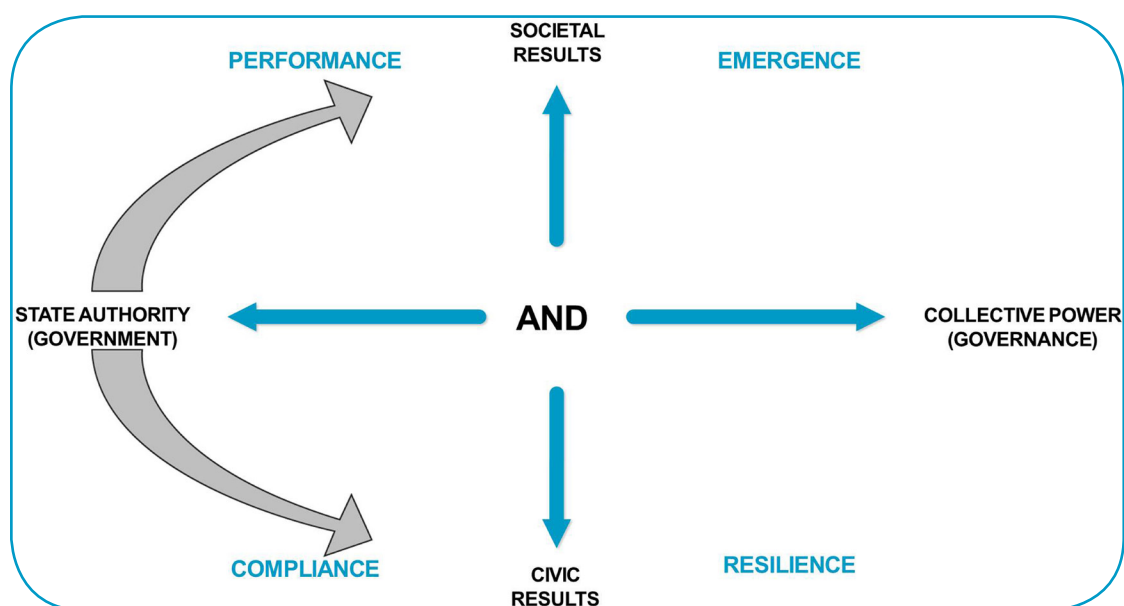 SOCIETAL
RESULTS
PERFORMANCE
EMERGENCE
STATE AUTHORITY
(GOVERNMENT)
AND
COLLECTIVE POWER
(GOVERNANCE)
COMPLIANCE
CIVIC
RESULTS
RESILIENCE